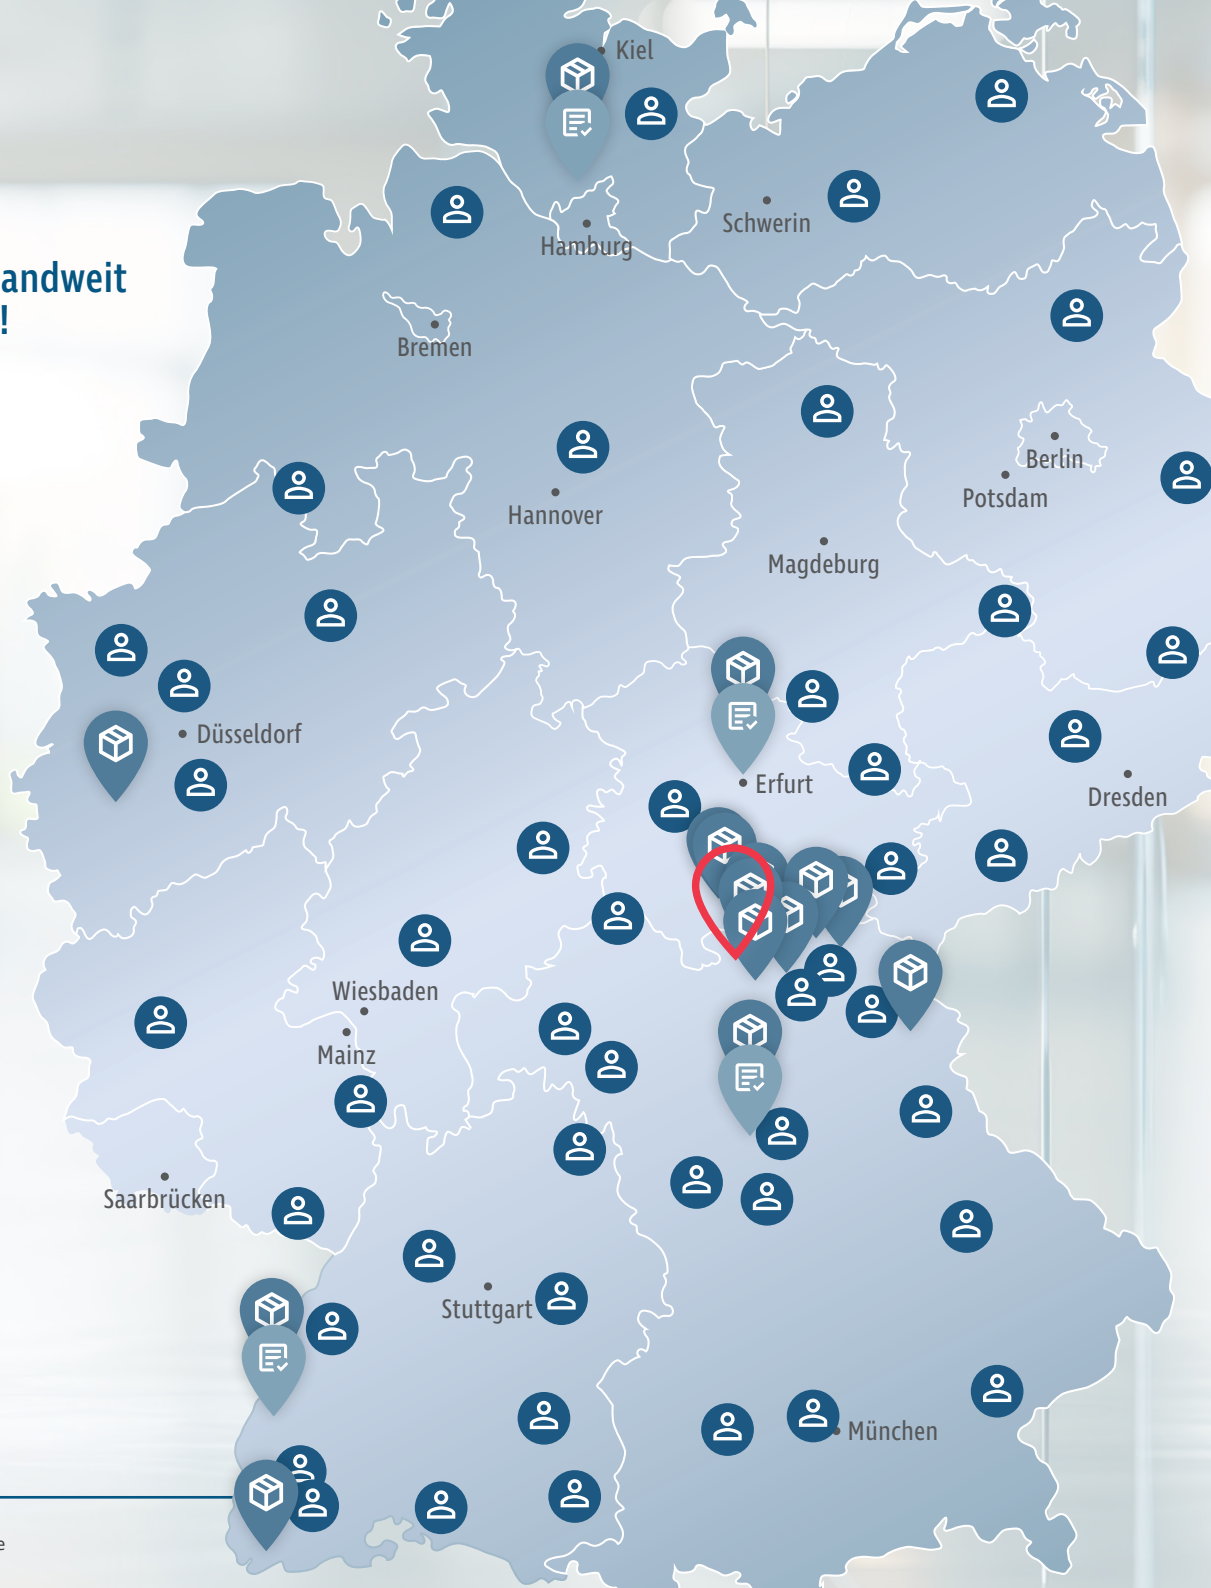 Kiel
Schwerin
Hamburg
andweit
!
Bremen
Berlin
Potsdam
Hannover
Magdeburg
Düsseldorf
Erfurt
Dresden
Wiesbaden
Mainz
Saarbrücken
Stuttgart
München
e